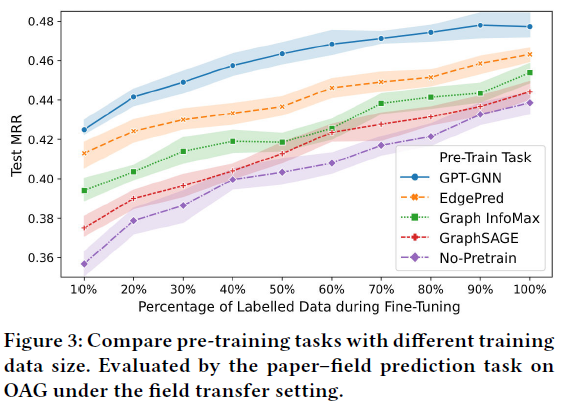 0.48
0.46
0.44
0.42
0.40
0.38
0.36
Test MRR
Pre-Train Task
GPT-GNN
EdgePred
Graph InfoMax
GraphSAGE
No-Pretrain
10% 20% 30% 40% 50% 60% 70% 80% 90% 100%
Percentage of Labelled Data during Fine-Tuning
Figure 3: Compare pre-training tasks with different training
data size. Evaluated by the paper–field prediction task on
OAG under the field transfer setting.